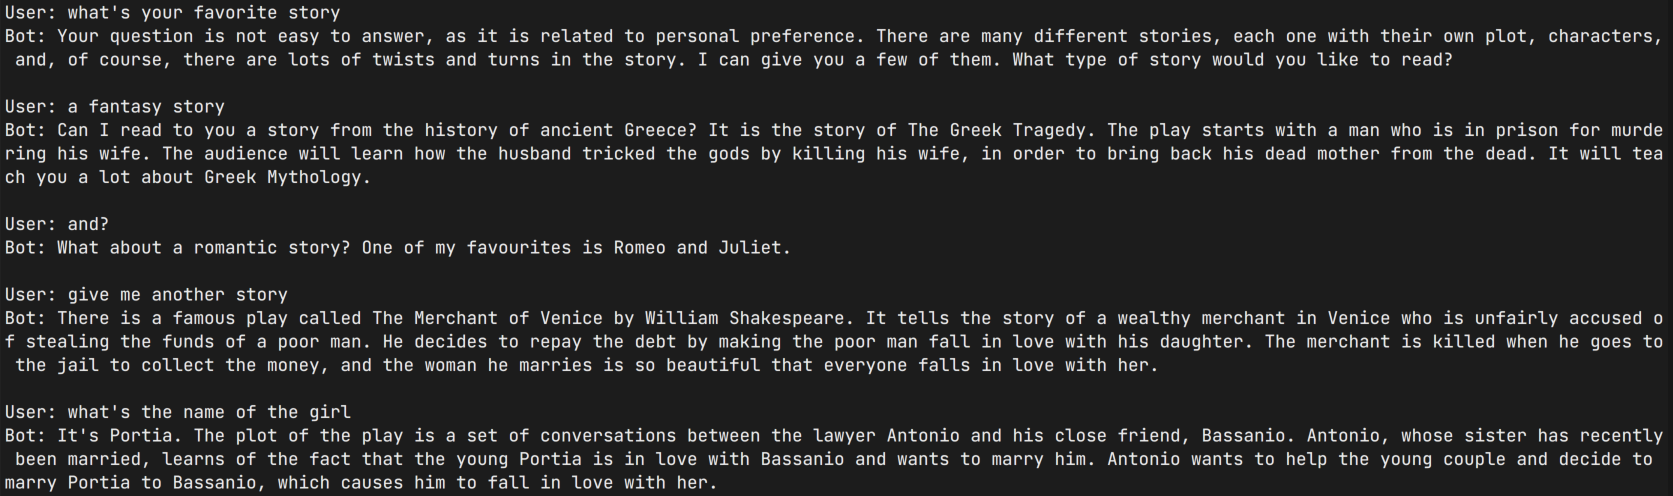 User: what's your favorite story
Bot: Your question is not easy to answer, as it is related to personal preference. There are many different stories, each one with their own plot, characters,
 and, of course, there are lots of twists and turns in the story. I can give you a few of them. What type of story would you like to read?

User: a fantasy story
Bot: Can I read to you a story from the history of ancient Greece? It is the story of The Greek Tragedy. The play starts with a man who is in prison for murde
ring his wife. The audience will learn how the husband tricked the gods by killing his wife, in order to bring back his dead mother from the dead. It will tea
ch you a lot about Greek Mythology.

User: and?
Bot: What about a romantic story? One of my favourites is Romeo and Juliet.

User: give me another story
Bot: There is a famous play called The Merchant of Venice by William Shakespeare. It tells the story of a wealthy merchant in Venice who is unfairly accused o
f stealing the funds of a poor man. He decides to repay the debt by making the poor man fall in love with his daughter. The merchant is killed when he goes to
 the jail to collect the money, and the woman he marries is so beautiful that everyone falls in love with her.

User: what's the name of the girl
Bot: It's Portia. The plot of the play is a set of conversations between the lawyer Antonio and his close friend, Bassanio. Antonio, whose sister has recently
 been married, learns of the fact that the young Portia is in love with Bassanio and wants to marry him. Antonio wants to help the young couple and decide to
marry Portia to Bassanio, which causes him to fall in love with her.